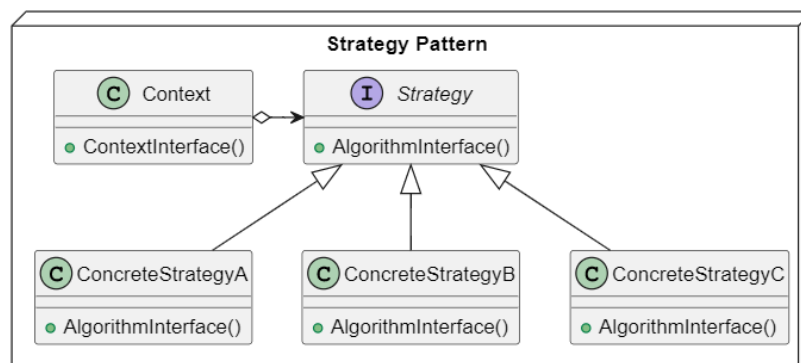 Strategy Pattern
C Context
I Strategy
ContextInterface()
AlgorithmInterface()
C ConcreteStrategyA
C ConcreteStrategyB
C ConcreteStrategyC
AlgorithmInterface()
AlgorithmInterface()
AlgorithmInterface()